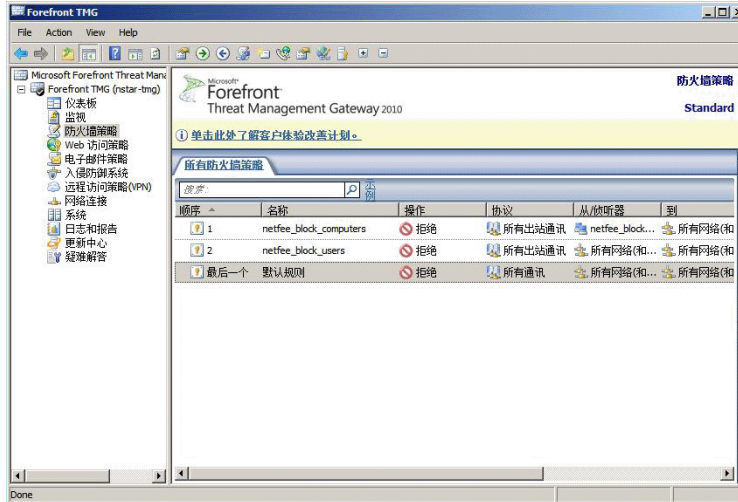 Forefront TMG
File Action View Help
Microsoft Forefront Threat Mana
Forefront TMG (nstar-tmg)
仪表板
监视
防火墙策略
Web 访问策略
电子邮件策略
入侵防御系统
远程访问策略(VPN)
网络连接
系统
日志和报告
更新中心
疑难解答
Microsoft
Forefront
Threat Management Gateway 2010
防火墙策略
Standard
单击此处了解客户体验改善计划。
所有防火墙策略
搜索: 示例
顺序 名称 操作 协议 从/侦听器 到
1 netfee_block_computers 拒绝 所有出站通讯 netfee_block... 所有网络(和
2 netfee_block_users 拒绝 所有出站通讯 所有网络(和... 所有网络(和
最后一个 默认规则 拒绝 所有通讯 所有网络(和... 所有网络(和
Done